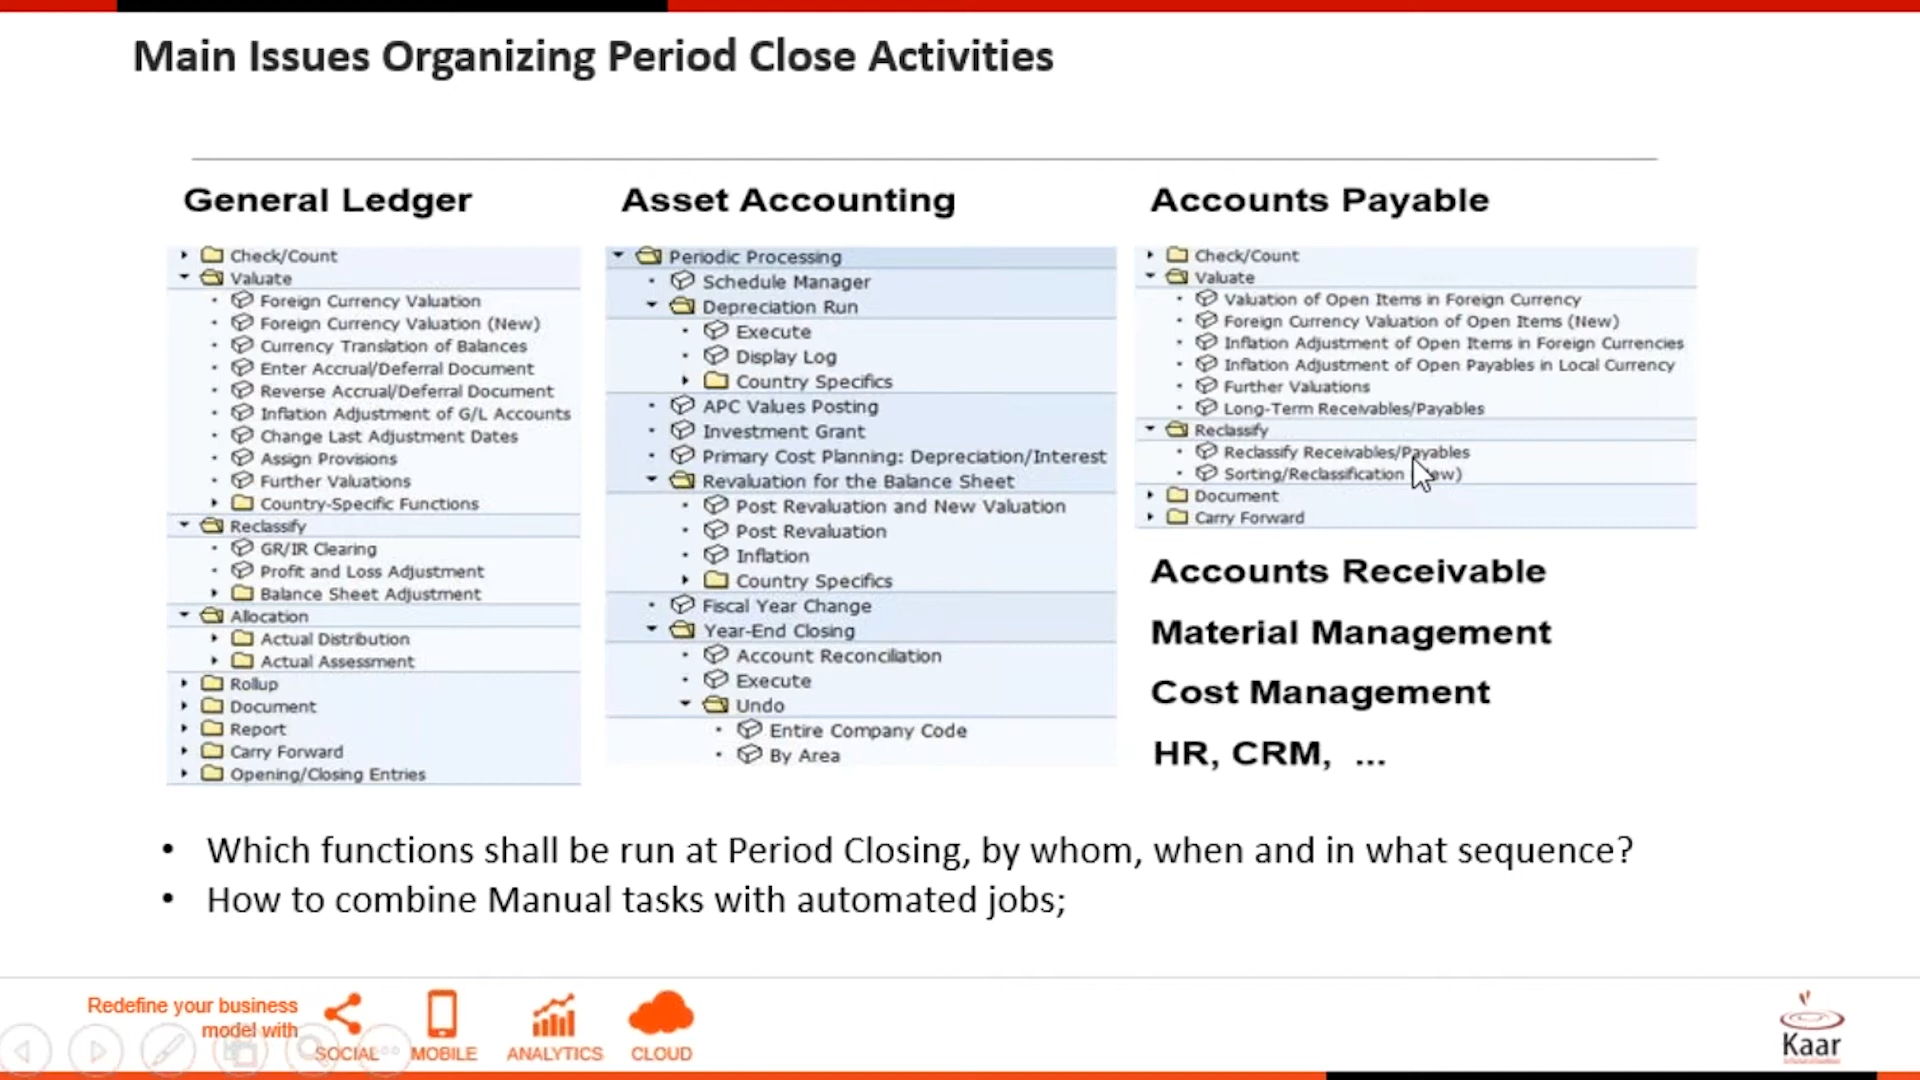 Main Issues Organizing Period Close Activities
General Ledger
Check/Count
Valuate
Foreign Currency Valuation
Foreign Currency Valuation (New)
Currency Translation of Balances
Enter Accrual/Deferral Document
Reverse Accrual/Deferral Document
Inflation Adjustment of G/L Accounts
Change Last Adjustment Dates
Assign Provisions
Further Valuations
Country-Specific Functions
Reclassify
GR/IR Clearing
Profit and Loss Adjustment
Balance Sheet Adjustment
Allocation
Actual Distribution
Actual Assessment
Rollup
Document
Report
Carry Forward
Opening/Closing Entries
Asset Accounting
Periodic Processing
Schedule Manager
Depreciation Run
Execute
Display Log
Country Specifics
APC Values Posting
Investment Grant
Primary Cost Planning: Depreciation/Interest
Revaluation for the Balance Sheet
Post Revaluation and New Valuation
Post Revaluation
Inflation
Country Specifics
Fiscal Year Change
Year-End Closing
Account Reconciliation
Execute
Undo
Entire Company Code
By Area
Accounts Payable
Check/Count
Valuate
Valuation of Open Items in Foreign Currency
Foreign Currency Valuation of Open Items (New)
Inflation Adjustment of Open Items in Foreign Currencies
Inflation Adjustment of Open Payables in Local Currency
Further Valuations
Long-Term Receivables/Payables
Reclassify
Reclassify Receivables/Payables
Sorting/Reclassification
Document
Carry Forward
Accounts Receivable
Material Management
Cost Management
HR, CRM, ...
• Which functions shall be run at Period Closing, by whom, when and in what sequence?
• How to combine Manual tasks with automated jobs;
Redefine your business
model with
SOCIAL
MOBILE
ANALYTICS
CLOUD
Kaar